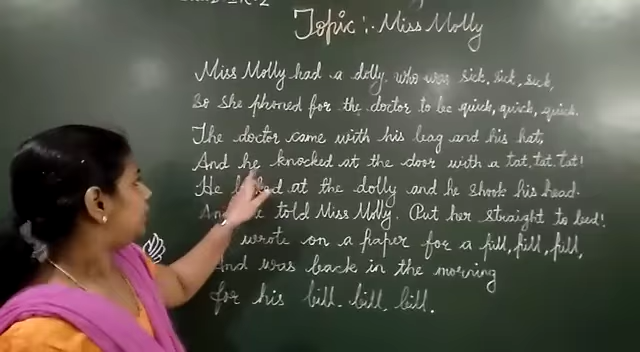 Topic :- Miss Molly
Miss Molly had a dolly who was sick, sick, sick,
So she phoned for the doctor to be quick, quick, quick.
The doctor came with his bag and his hat,
And he knocked at the door with a tat, tat, tat!
He at the dolly and he shook his head.
told Miss Molly. Put her straight to bed!
wrote on a paper for a pill, pill, pill,
And was back in the morning
for his bill, bill, bill.